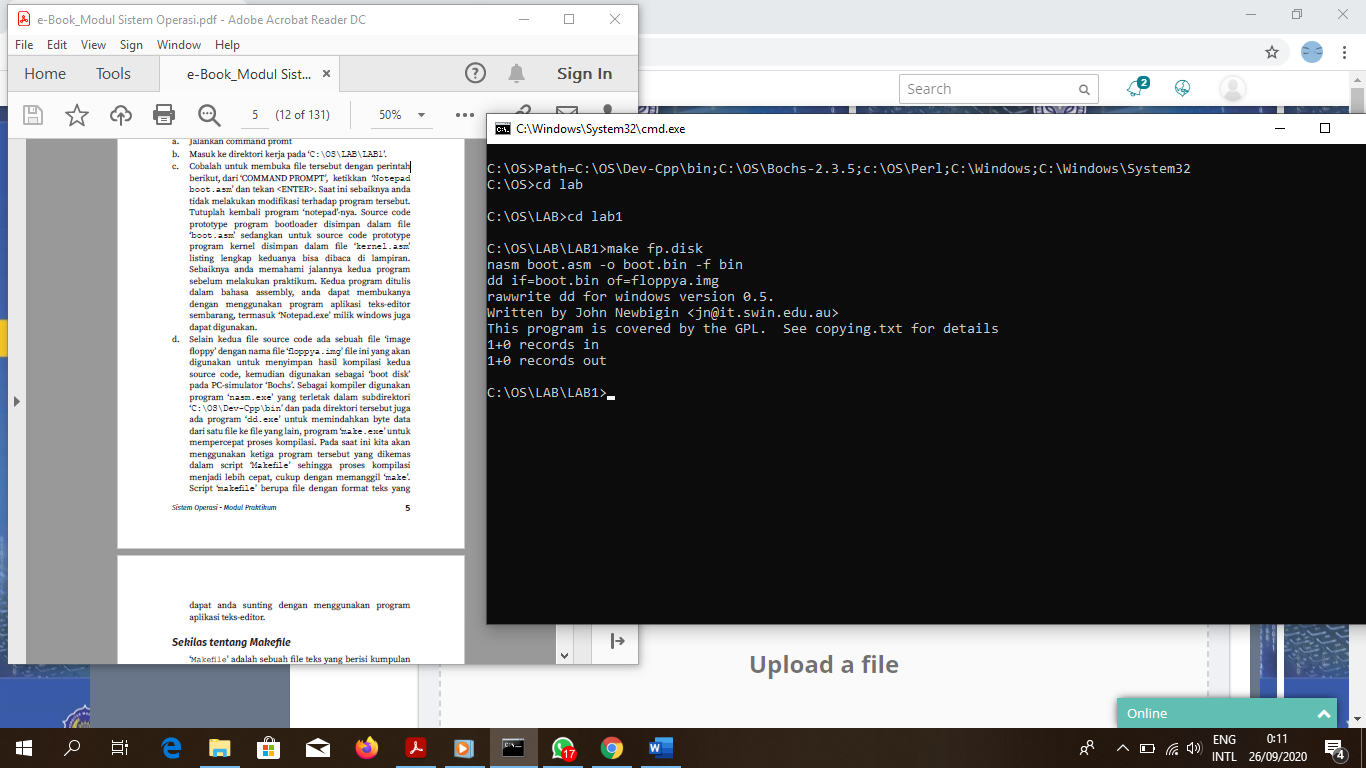 e-Book_Modul Sistem Operasi.pdf - Adobe Acrobat Reader DC
File Edit View Sign Window Help
Home Tools e-Book_Modul Sist... × Sign In
5 (12 of 131) 50%
a. Jalankan command promt
b. Masuk ke direktori kerja pada ‘C:\OS\LAB\LAB1’.
c. Cobalah untuk membuka file tersebut dengan perintah
berikut, dari ‘COMMAND PROMPT’, ketikkan ‘Notepad
boot.asm’ dan tekan <ENTER>. Saat ini sebaiknya anda
tidak melakukan modifikasi terhadap program tersebut.
Tutuplah kembali program ‘notepad’-nya. Source code
prototype program bootloader disimpan dalam file
‘boot.asm’ sedangkan untuk source code prototype
program kernel disimpan dalam file ‘kernel.asm’
listing lengkap keduanya bisa dibaca di lampiran.
Sebaiknya anda memahami jalannya kedua program
sebelum melakukan praktikum. Kedua program ditulis
dalam bahasa assembly, anda dapat membukanya
dengan menggunakan program aplikasi teks-editor
sembarang, termasuk ‘Notepad.exe’ milik windows juga
dapat digunakan.
d. Selain kedua file source code ada sebuah file ‘image
floppy’ dengan nama file ‘floppya.img’ file ini yang akan
digunakan untuk menyimpan hasil kompilasi kedua
source code, kemudian digunakan sebagai ‘boot disk’
pada PC-simulator ‘Bochs’. Sebagai kompiler digunakan
program ‘nasm.exe’ yang terletak dalam subdirektori
‘C:\OS\Dev-Cpp\bin’ dan pada direktori tersebut juga
ada program ‘dd.exe’ untuk memindahkan byte data
dari satu file ke file yang lain, program ‘make.exe’ untuk
mempercepat proses kompilasi. Pada saat ini kita akan
menggunakan ketiga program tersebut yang dikemas
dalam script ‘Makefile’ sehingga proses kompilasi
menjadi lebih cepat, cukup dengan memanggil ‘make’.
Script ‘makefile’ berupa file dengan format teks yang
Sistem Operasi - Modul Praktikum 5
dapat anda sunting dengan menggunakan program
aplikasi teks-editor.
Sekilas tentang Makefile
‘Makefile’ adalah sebuah file teks yang berisi kumpulan
Search
2
C:\Windows\System32\cmd.exe
C:\OS>Path=C:\OS\Dev-Cpp\bin;C:\OS\Bochs-2.3.5;c:\OS\Perl;C:\Windows;C:\Windows\System32
C:\OS>cd lab
C:\OS\LAB>cd lab1
C:\OS\LAB\LAB1>make fp.disk
nasm boot.asm -o boot.bin -f bin
dd if=boot.bin of=floppya.img
rawwrite dd for windows version 0.5.
Written by John Newbigin <jn@it.swin.edu.au>
This program is covered by the GPL.  See copying.txt for details
1+0 records in
1+0 records out
C:\OS\LAB\LAB1>
Upload a file
Online
17
ENG
INTL
0:11
26/09/2020
4